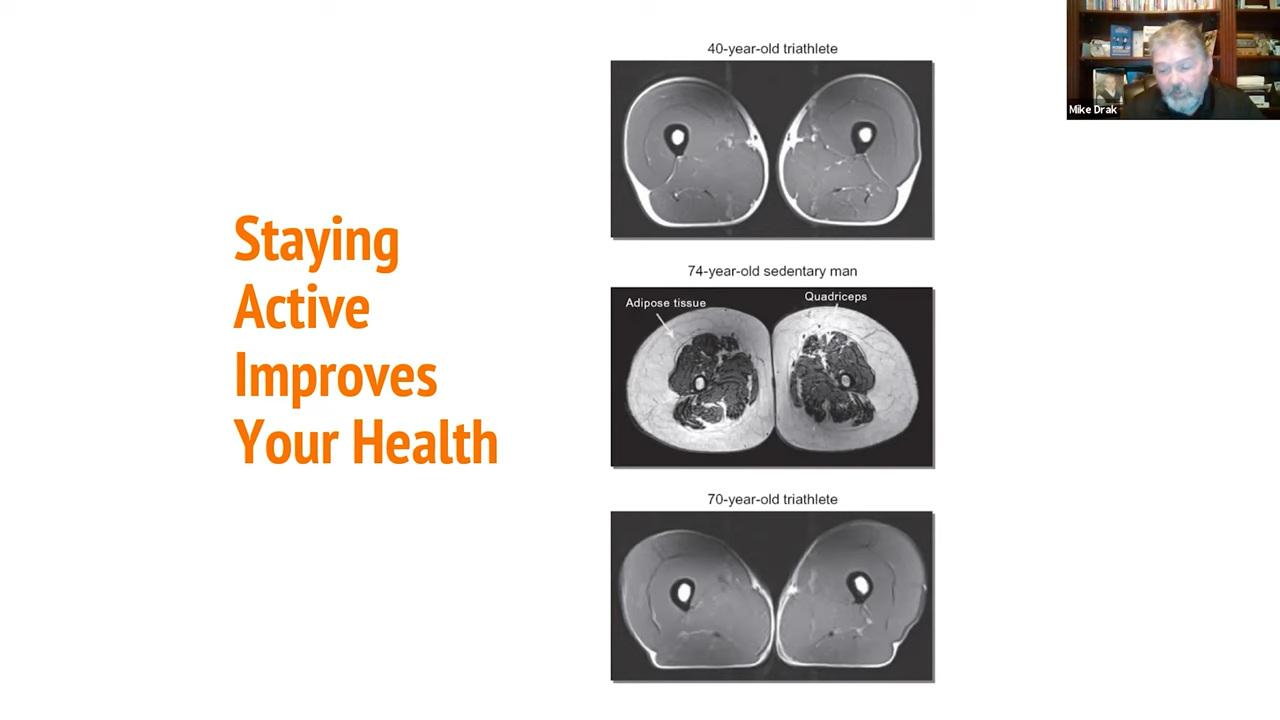 Staying
Active
Improves
Your Health
40-year-old triathlete
74-year-old sedentary man
Adipose tissue
Quadriceps
70-year-old triathlete
Mike Drak